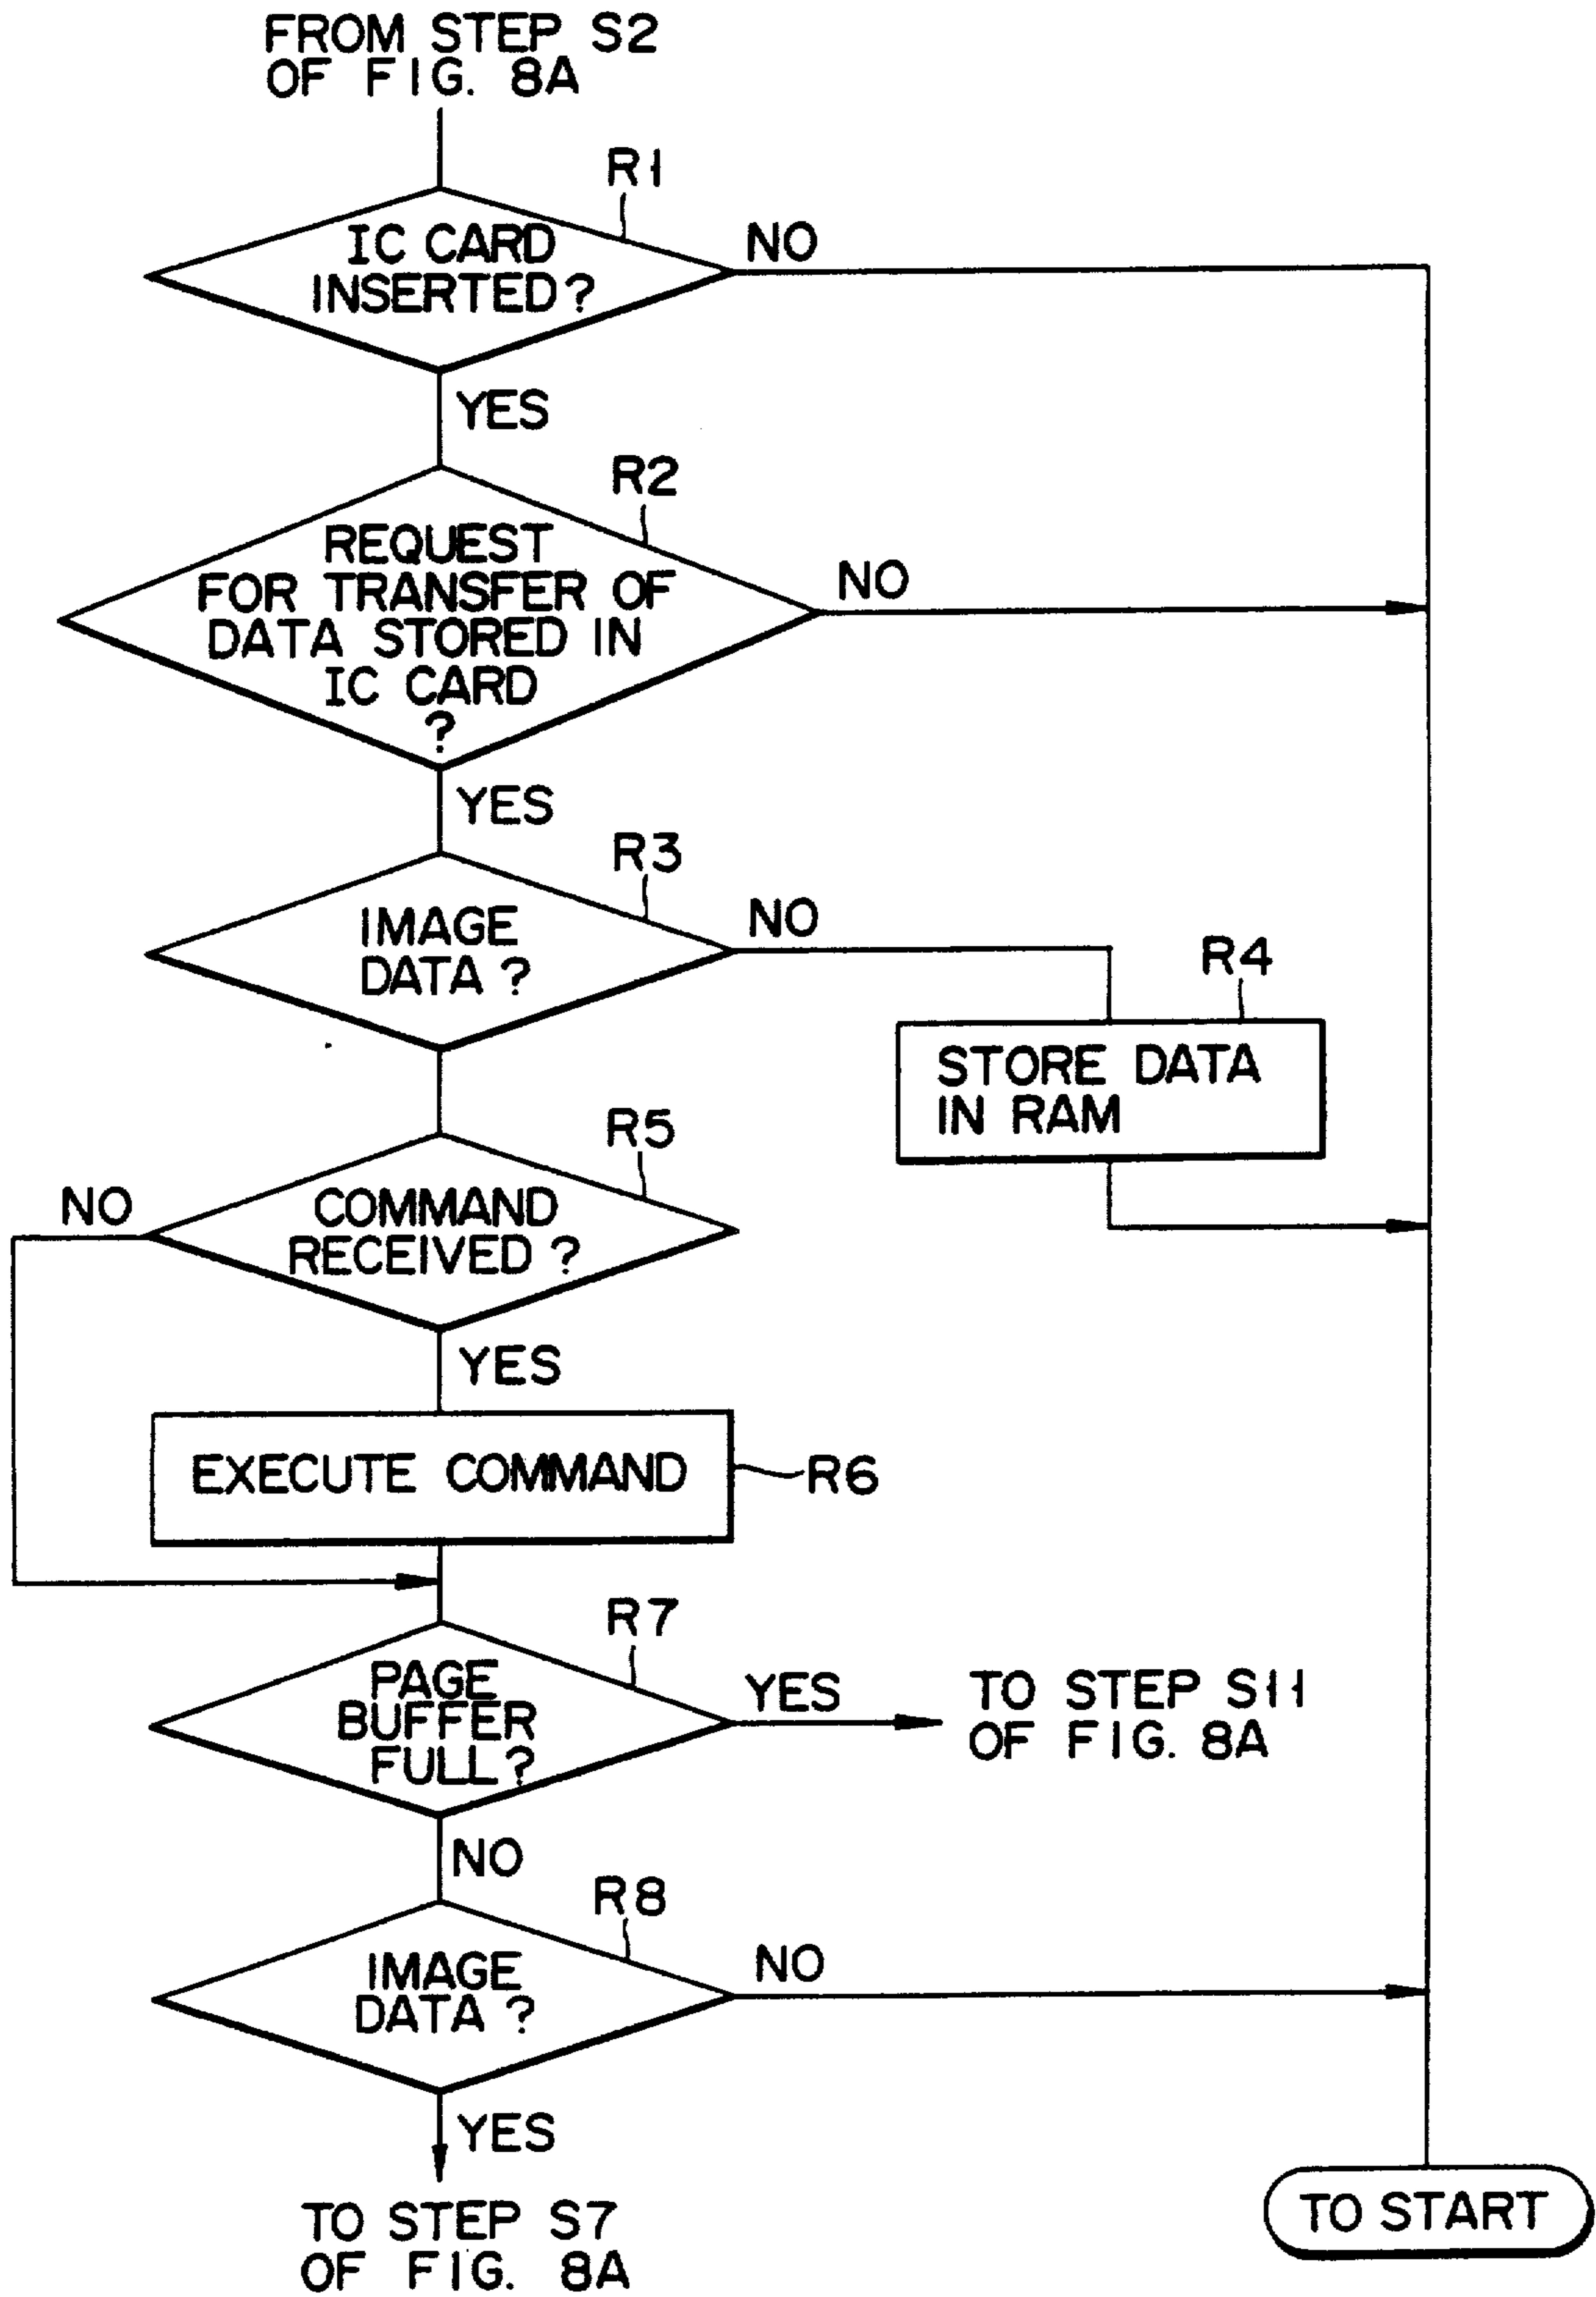 FROM STEP S2
OF FIG. 8A
R1
IC CARD
INSERTED?
NO
YES
R2
REQUEST
FOR TRANSFER OF
DATA STORED IN
IC CARD
?
NO
YES
R3
IMAGE
DATA?
NO
R4
STORE DATA
IN RAM
R5
COMMAND
RECEIVED?
NO
YES
EXECUTE COMMAND
R6
R7
PAGE
BUFFER
FULL?
YES
TO STEP S11
OF FIG. 8A
NO
R8
IMAGE
DATA?
NO
YES
TO STEP S7
OF FIG. 8A
TO START